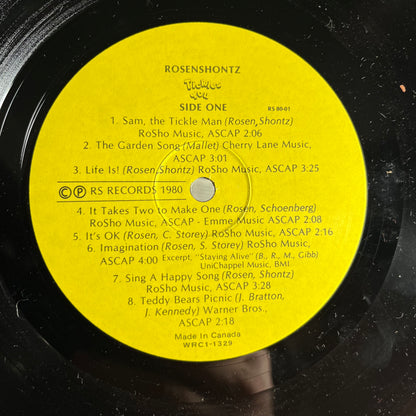 ROSENSHONTZ
Tickles
You
SIDE ONE
RS 00-01
1. Sam, the Tickle Man (Rosen, Shontz)
RoSho Music, ASCAP 2:06
2. The Garden Song (Mallet) Cherry Lane Music,
ASCAP 3:01
3. Life Is! (Rosen, Shontz) RoSho Music, ASCAP 3:25
Ⓒ Ⓟ RS RECORDS 1980
4. It Takes Two to Make One (Rosen, Schoenberg)
RoSho Music, ASCAP - Emme Music ASCAP 2:08
5. It's OK (Rosen, C. Storey) RoSho Music, ASCAP 2:16
6. Imagination (Rosen, S. Storey) RoSho Music,
ASCAP 4:00 Excerpt, "Staying Alive" (B., R., M., Gibb)
UniChappel Music, BMI
7. Sing A Happy Song (Rosen, Shontz)
RoSho Music, ASCAP 3:28
8. Teddy Bears Picnic (J. Bratton,
J. Kennedy) Warner Bros.,
ASCAP 2:18
Made In Canada
WRC1-1329